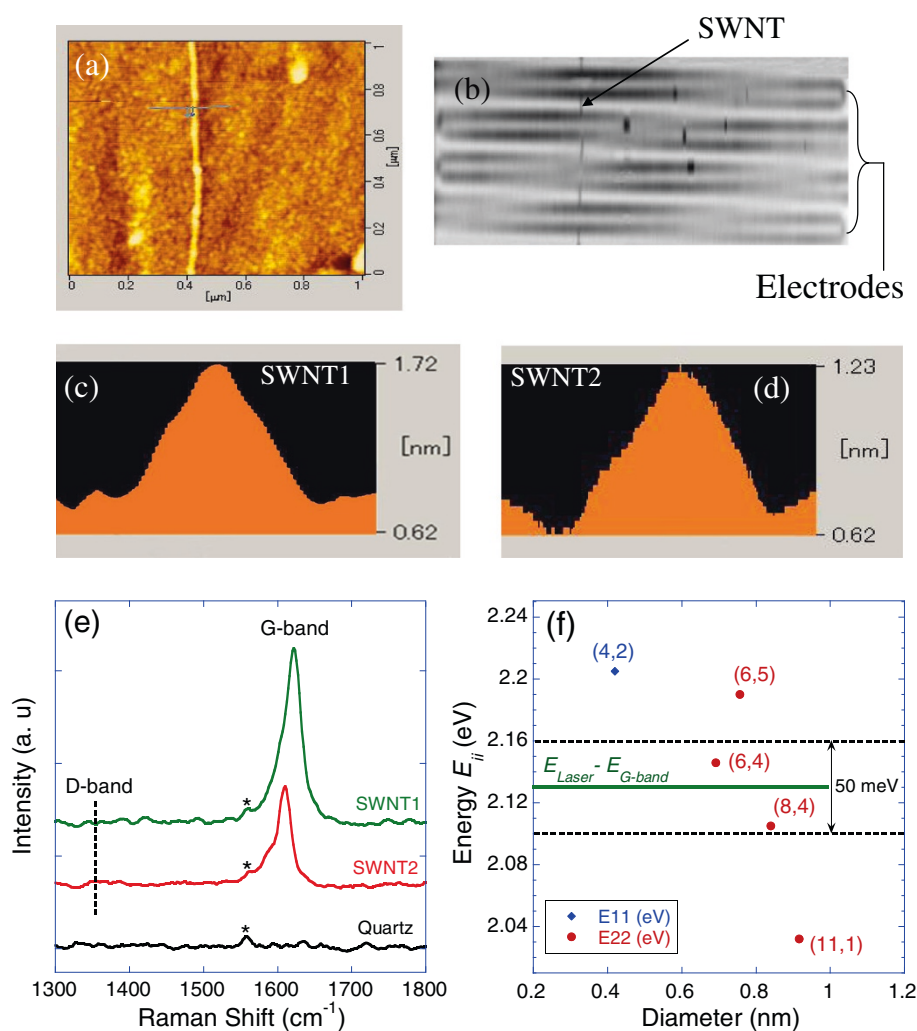 SWNT
(a)
1
0.8
0.6
0.4
0.2
0
[μm]
0
0.2
0.4
0.6
0.8
1
[μm]
(b)
Electrodes
(c)
SWNT1
1.72
[nm]
0.62
SWNT2
(d)
1.23
[nm]
0.62
(e)
G-band
D-band
*
SWNT1
*
SWNT2
*
Quartz
Intensity (a. u)
1300
1400
1500
1600
1700
1800
Raman Shift (cm-1)
(f)
2.24
2.2
2.16
2.13
2.12
2.08
2.04
Energy Eii (eV)
(4,2)
(6,5)
ELaser- EG-band
(6,4)
50 meV
(8,4)
E11 (eV)
E22 (eV)
(11,1)
0.2
0.4
0.6
0.8
1
1.2
Diameter (nm)